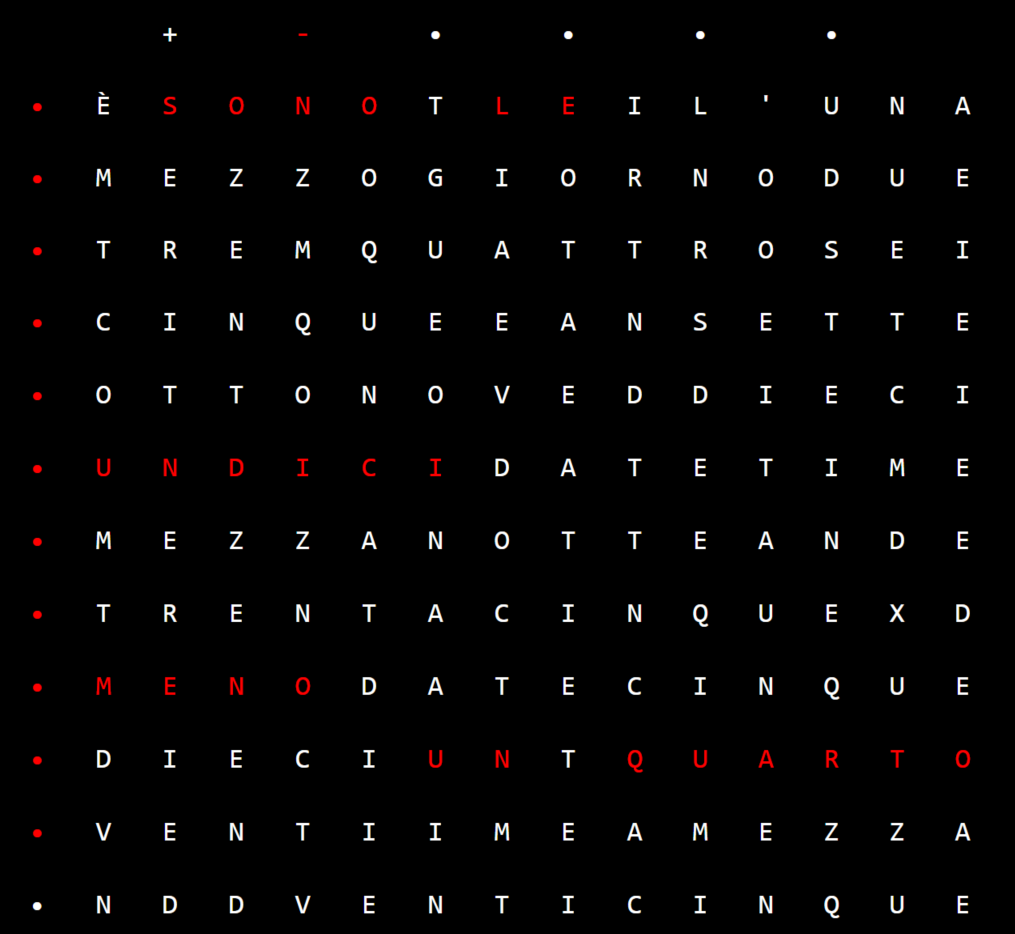 + - • • • •
• È S O N O T L E I L ' U N A
• M E Z Z O G I O R N O D U E
• T R E M Q U A T T R O S E I
• C I N Q U E E A N S E T T E
• O T T O N O V E D D I E C I
• U N D I C I D A T E T I M E
• M E Z Z A N O T T E A N D E
• T R E N T A C I N Q U E X D
• M E N O D A T E C I N Q U E
• D I E C I U N T Q U A R T O
• V E N T I I M E A M E Z Z A
• N D D V E N T I C I N Q U E